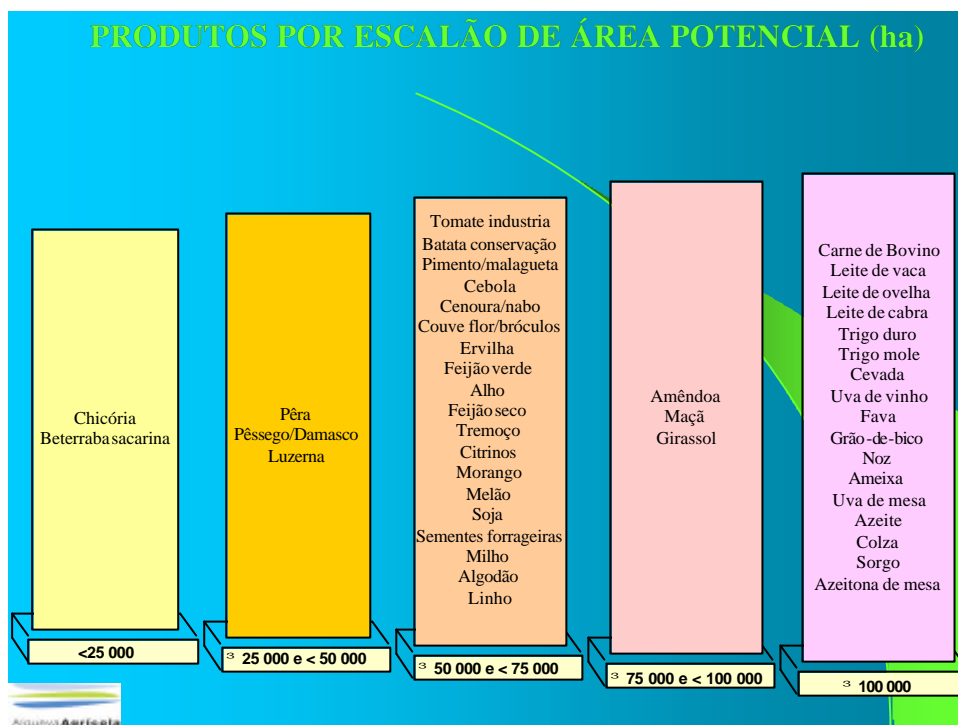 PRODUTOS POR ESCALÃO DE ÁREA POTENCIAL (ha)
Chicória
Beterraba sacarina
<25 000
Pêra
Pêssego/Damasco
Luzerna
³ 25 000 e < 50 000
Tomate industria
Batata conservação
Pimento/malagueta
Cebola
Cenoura/nabo
Couve flor/bróculos
Ervilha
Feijão verde
Alho
Feijão seco
Tremoço
Citrinos
Morango
Melão
Soja
Sementes forrageiras
Milho
Algodão
Linho
³ 50 000 e < 75 000
Amêndoa
Maçã
Girassol
³ 75 000 e < 100 000
Carne de Bovino
Leite de vaca
Leite de ovelha
Leite de cabra
Trigo duro
Trigo mole
Cevada
Uva de vinho
Fava
Grão-de-bico
Noz
Ameixa
Uva de mesa
Azeite
Colza
Sorgo
Azeitona de mesa
³ 100 000